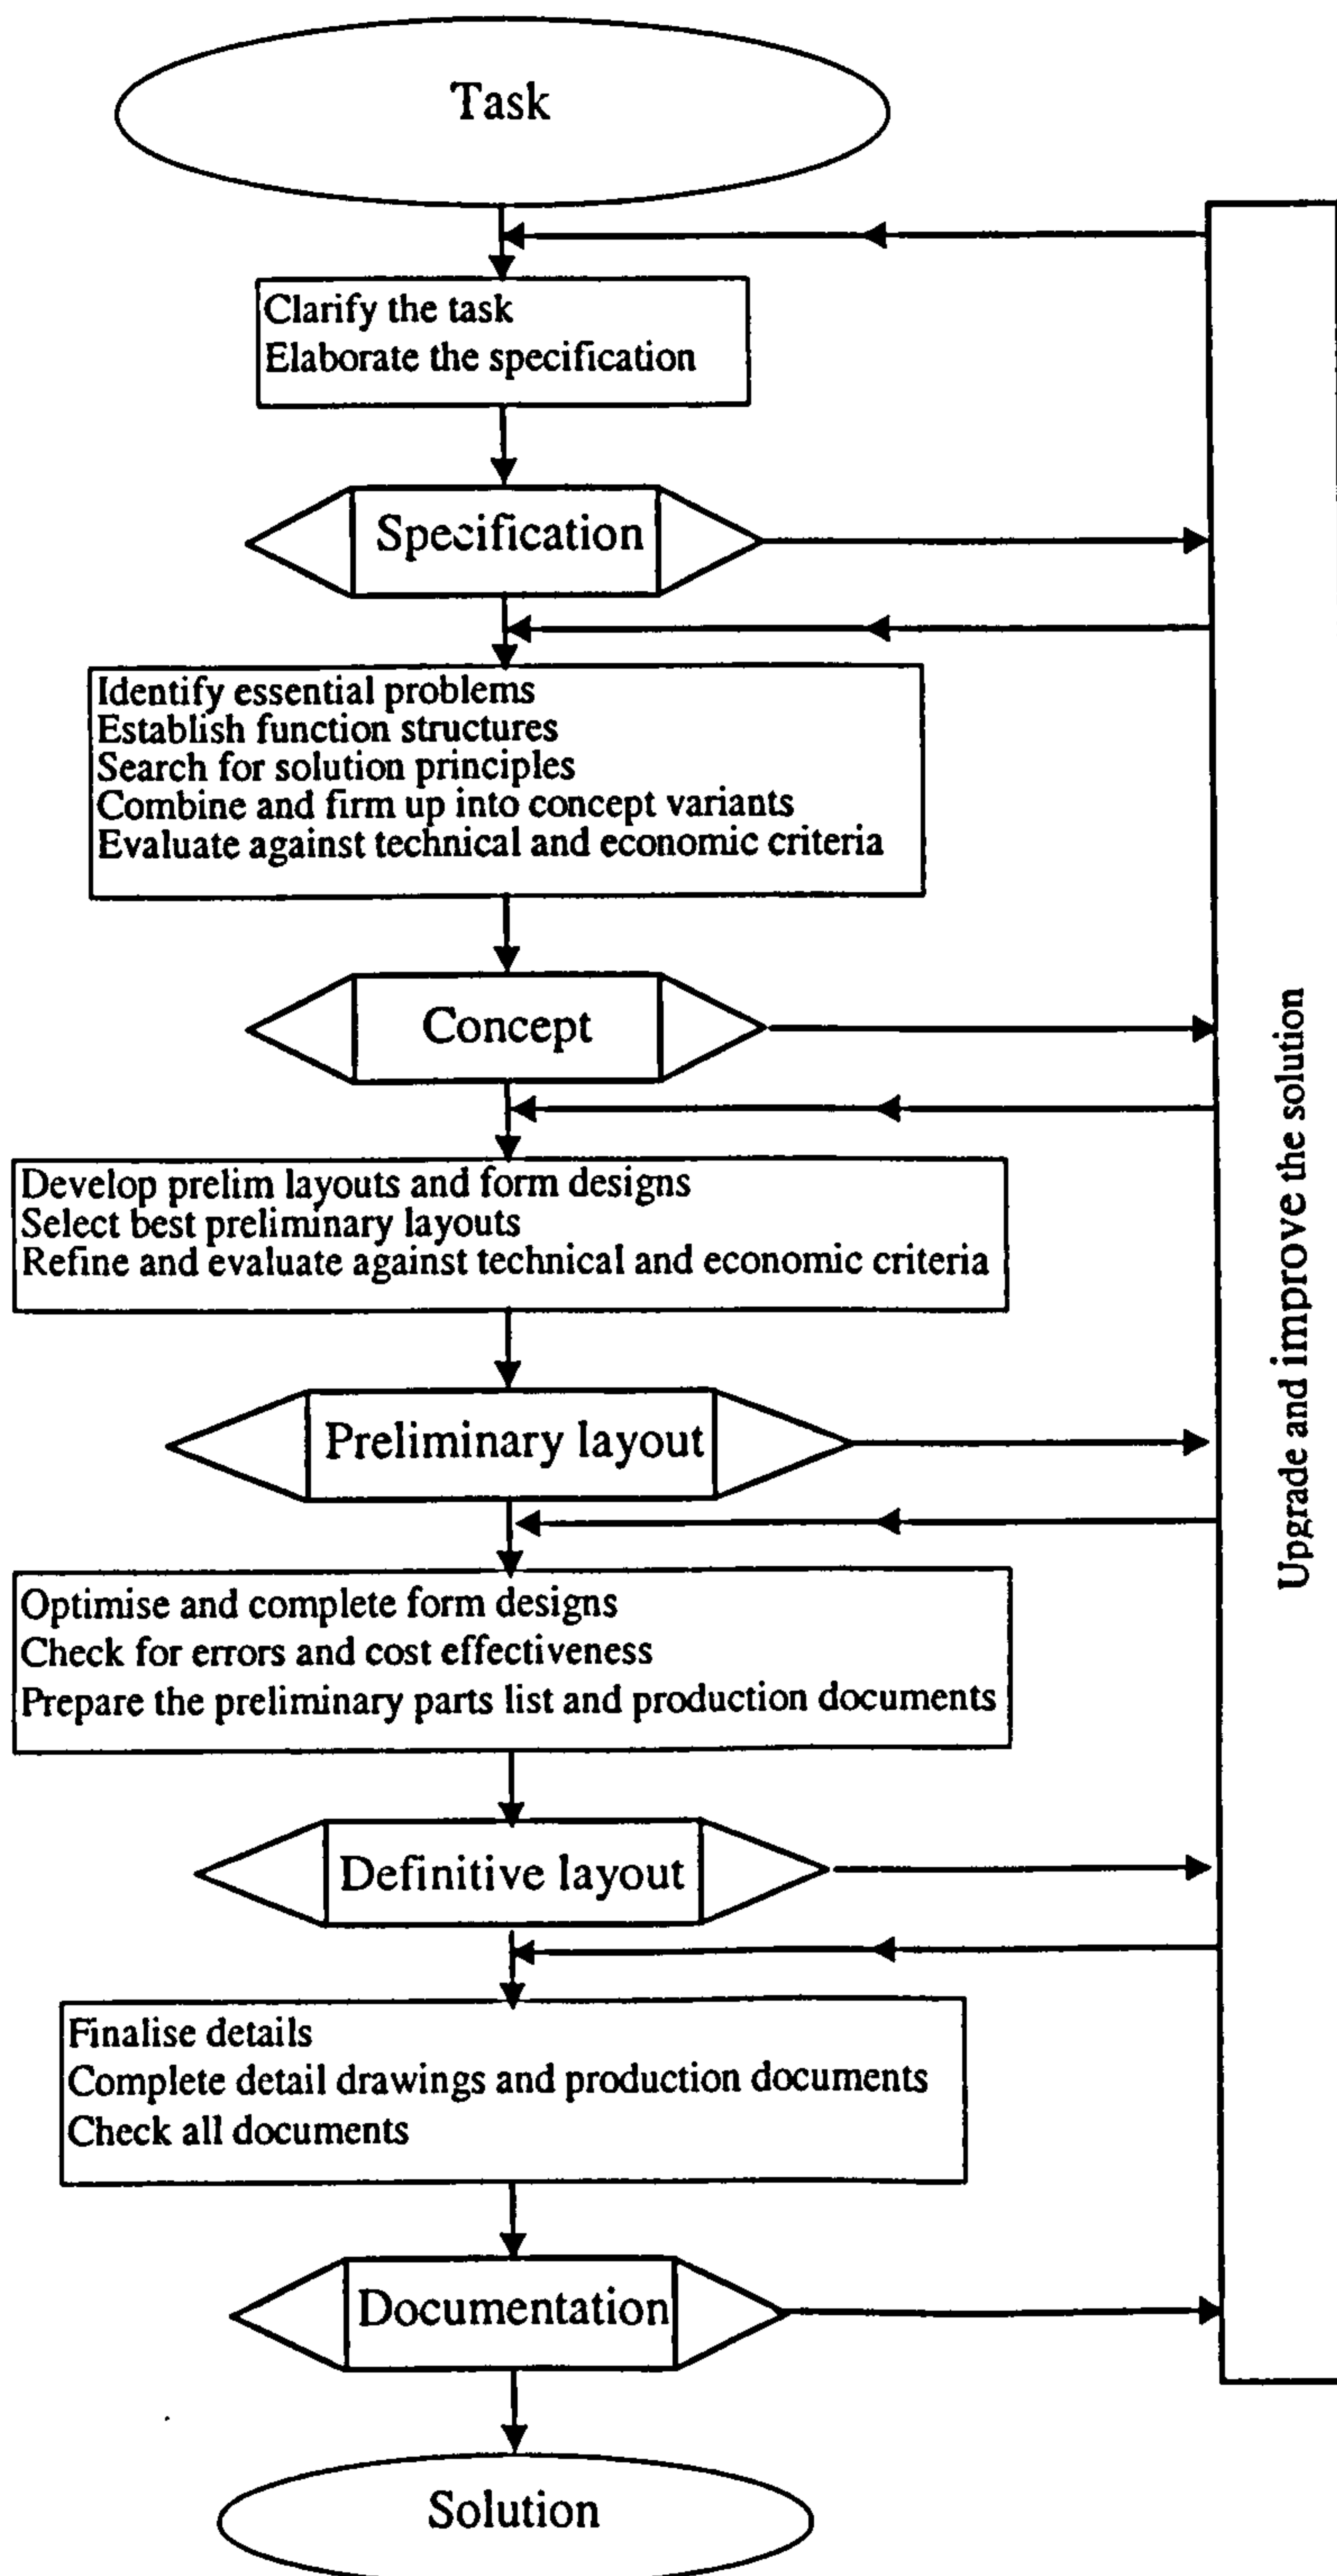 Task
Clarify the task
Elaborate the specification
Specification
Identify essential problems
Establish function structures
Search for solution principles
Combine and firm up into concept variants
Evaluate against technical and economic criteria
Concept
Develop prelim layouts and form designs
Select best preliminary layouts
Refine and evaluate against technical and economic criteria
Preliminary layout
Optimise and complete form designs
Check for errors and cost effectiveness
Prepare the preliminary parts list and production documents
Definitive layout
Finalise details
Complete detail drawings and production documents
Check all documents
Documentation
Solution
Upgrade and improve the solution